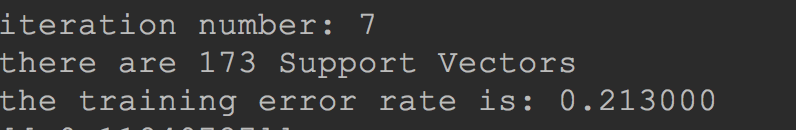 iteration number: 7
there are 173 Support Vectors
the training error rate is: 0.213000